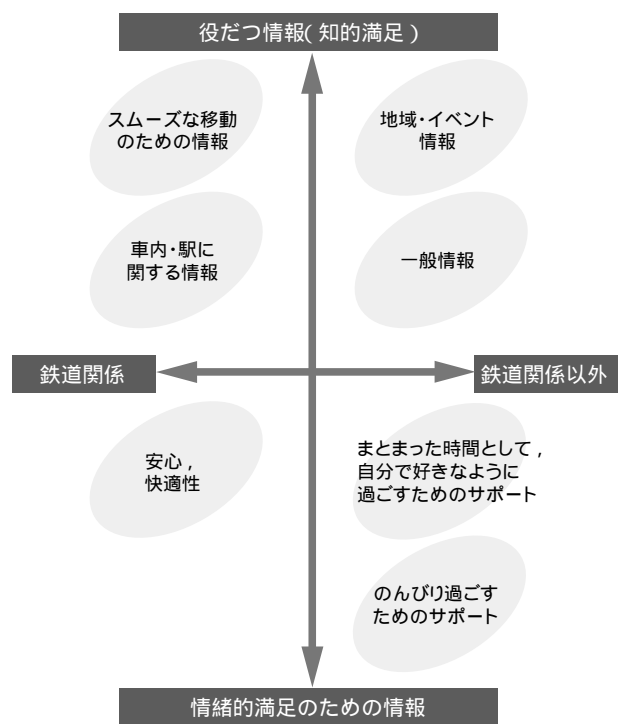 役だつ情報(知的満足)
スムーズな移動
のための情報
地域・イベント
情報
車内・駅に
関する情報
一般情報
鉄道関係
鉄道関係以外
安心,
快適性
まとまった時間として,
自分で好きなように
過ごすためのサポート
のんびり過ごす
ためのサポート
情緒的満足のための情報